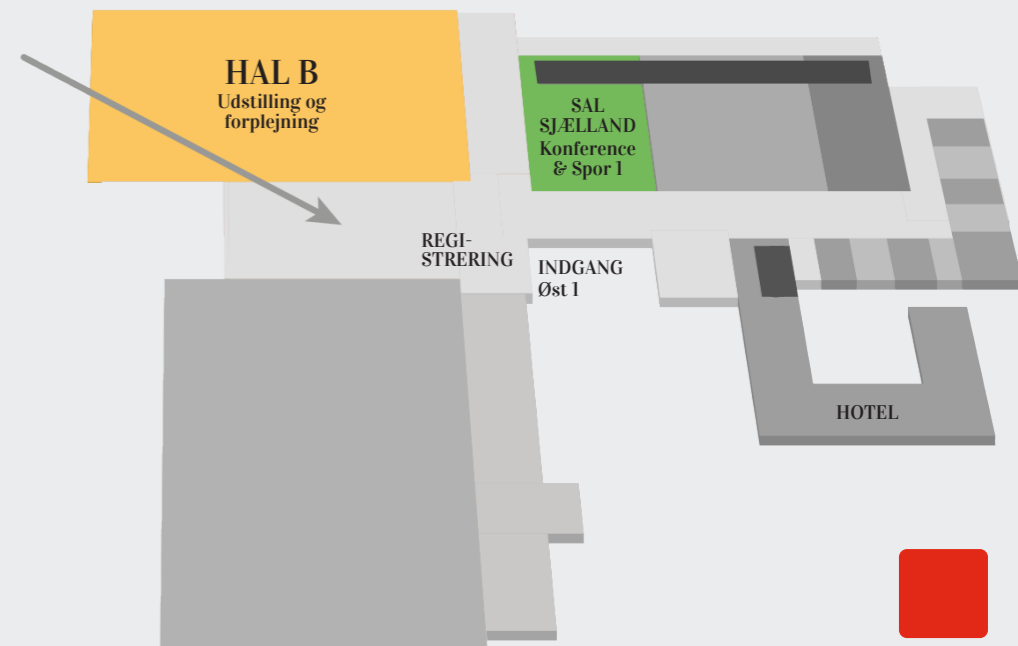 HAL B
Udstilling og
forplejning
SAL
SJÆLLAND
Konference
& Spor 1
REGI-
STRERING
INDGANG
Øst 1
HOTEL